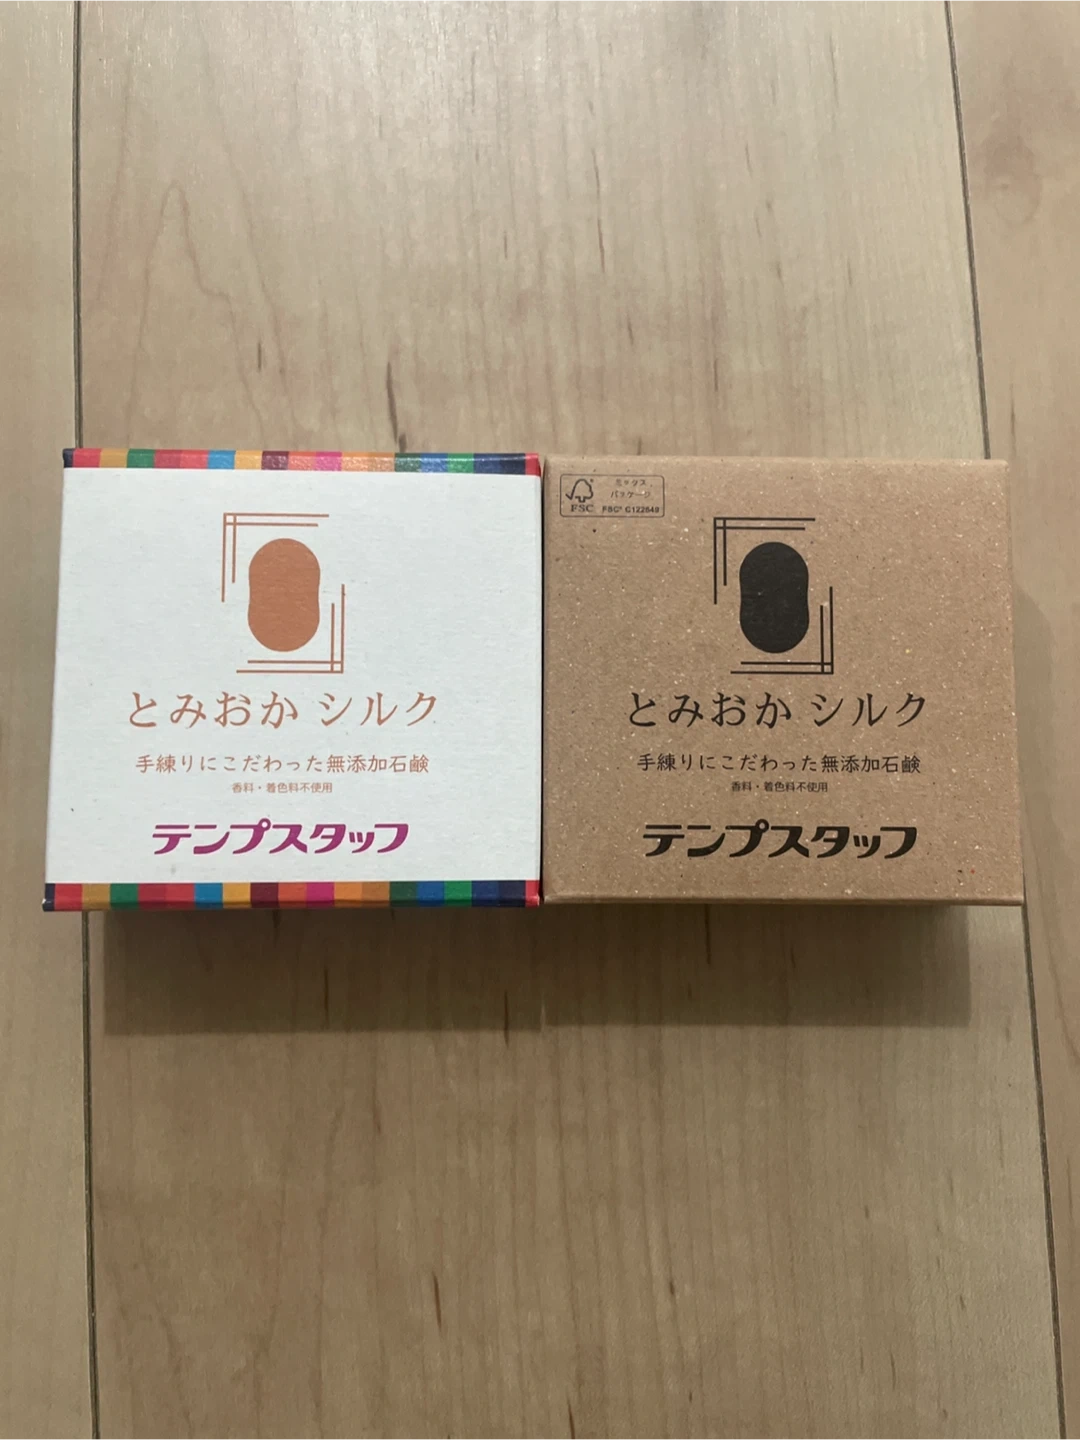 とみおか シルク
手練りにこだわった無添加石鹸
香料・着色料不使用
テンプスタッフ
FSC
ミックス
パッケージ
FSC® C122649
とみおか シルク
手練りにこだわった無添加石鹸
香料・着色料不使用
テンプスタッフ